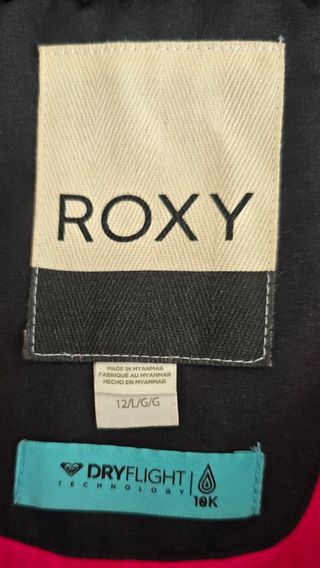 ROXY
MADE IN MYANMAR
FABRIQUÉ AU MYANMAR
HECHO EN MYANMAR
12/L/G/G
DRYFLIGHT
TECHNOLOGY
10K